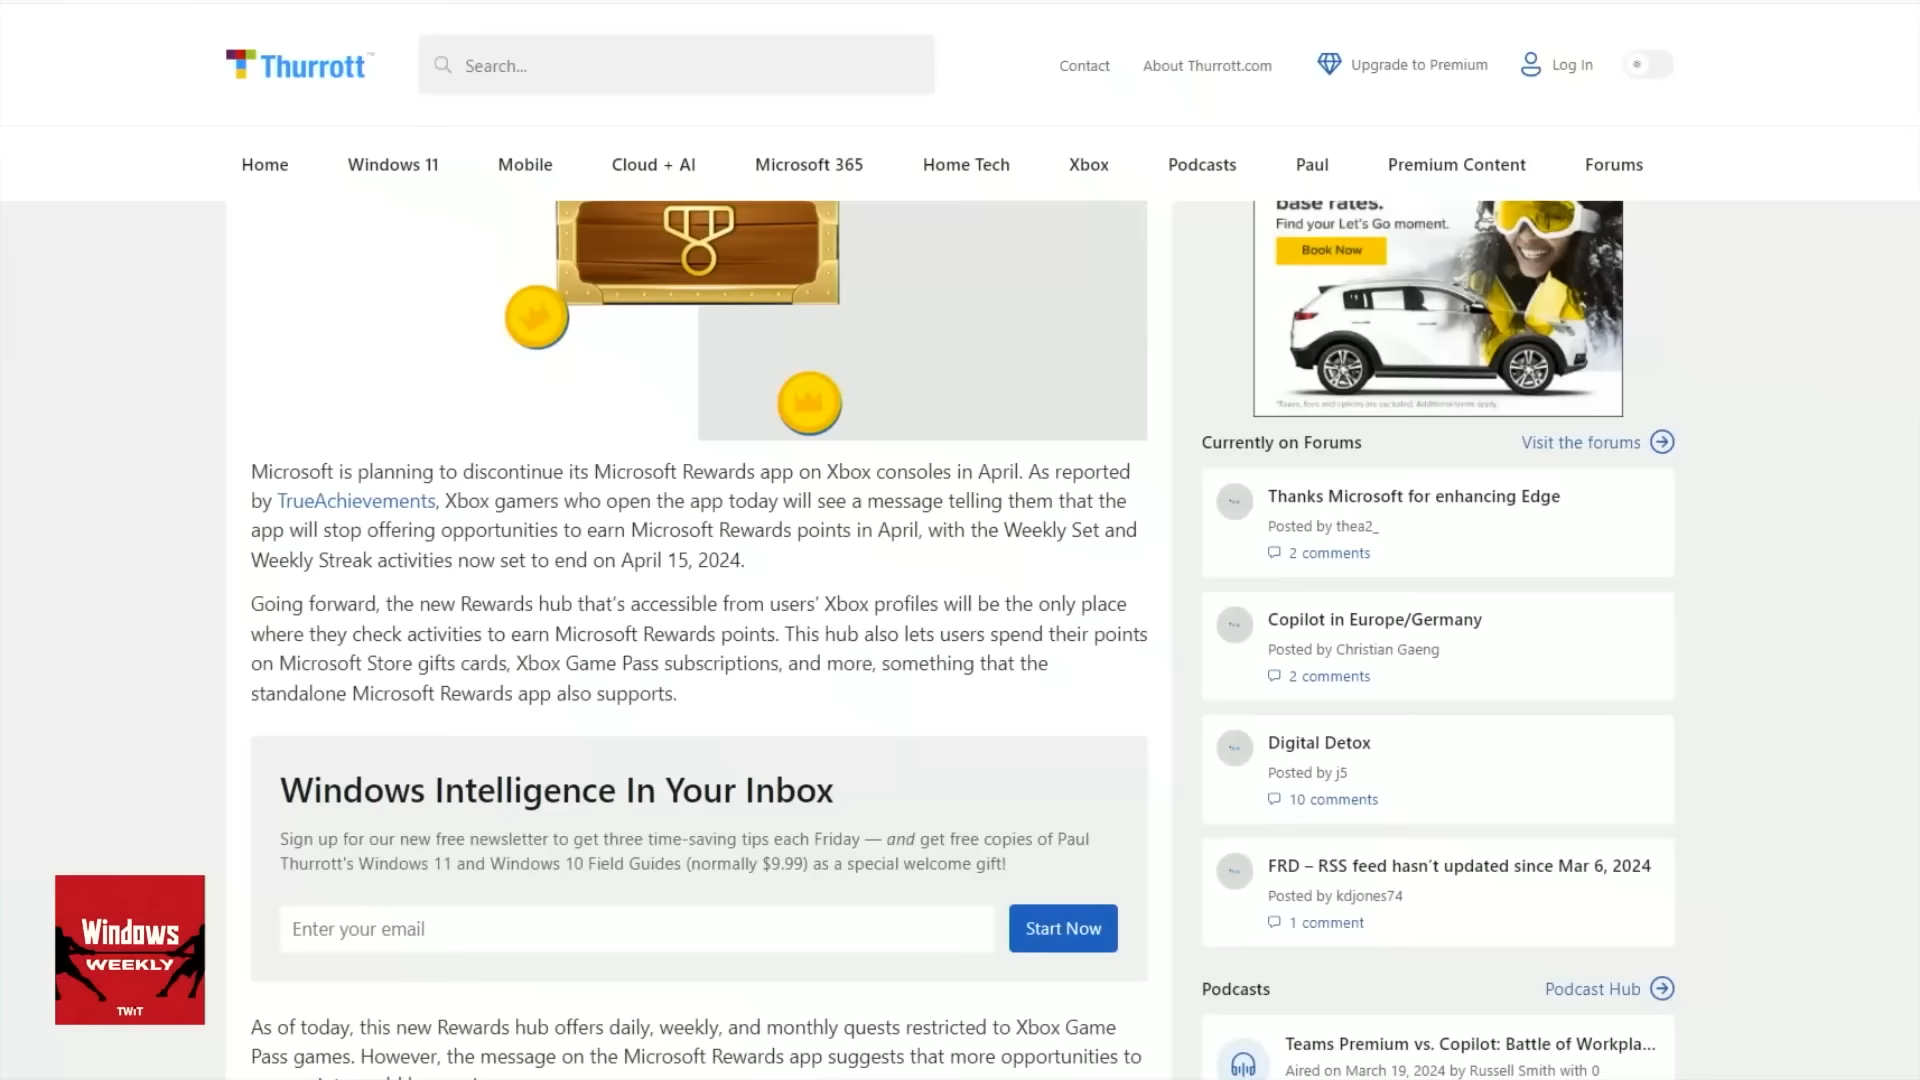 Thurrott
Search...
Contact
About Thurrott.com
Upgrade to Premium
Log In
Home
Windows 11
Mobile
Cloud + AI
Microsoft 365
Home Tech
Xbox
Podcasts
Paul
Premium Content
Forums
Microsoft is planning to discontinue its Microsoft Rewards app on Xbox consoles in April. As reported
by TrueAchievements, Xbox gamers who open the app today will see a message telling them that the
app will stop offering opportunities to earn Microsoft Rewards points in April, with the Weekly Set and
Weekly Streak activities now set to end on April 15, 2024.
Going forward, the new Rewards hub that’s accessible from users’ Xbox profiles will be the only place
where they check activities to earn Microsoft Rewards points. This hub also lets users spend their points
on Microsoft Store gifts cards, Xbox Game Pass subscriptions, and more, something that the
standalone Microsoft Rewards app also supports.
Windows Intelligence In Your Inbox
Sign up for our new free newsletter to get three time-saving tips each Friday — and get free copies of Paul
Thurrott's Windows 11 and Windows 10 Field Guides (normally $9.99) as a special welcome gift!
Enter your email
Start Now
As of today, this new Rewards hub offers daily, weekly, and monthly quests restricted to Xbox Game
Pass games. However, the message on the Microsoft Rewards app suggests that more opportunities to
base rates.
Find your Let's Go moment.
Book Now
*Taxes, fees and options are excluded. Additional terms apply.
Currently on Forums
Visit the forums
Thanks Microsoft for enhancing Edge
Posted by thea2_
2 comments
Copilot in Europe/Germany
Posted by Christian Gaeng
2 comments
Digital Detox
Posted by j5
10 comments
FRD – RSS feed hasn’t updated since Mar 6, 2024
Posted by kdjones74
1 comment
Podcasts
Podcast Hub
Teams Premium vs. Copilot: Battle of Workpla...
Aired on March 19, 2024 by Russell Smith with 0
Windows
WEEKLY
TWiT